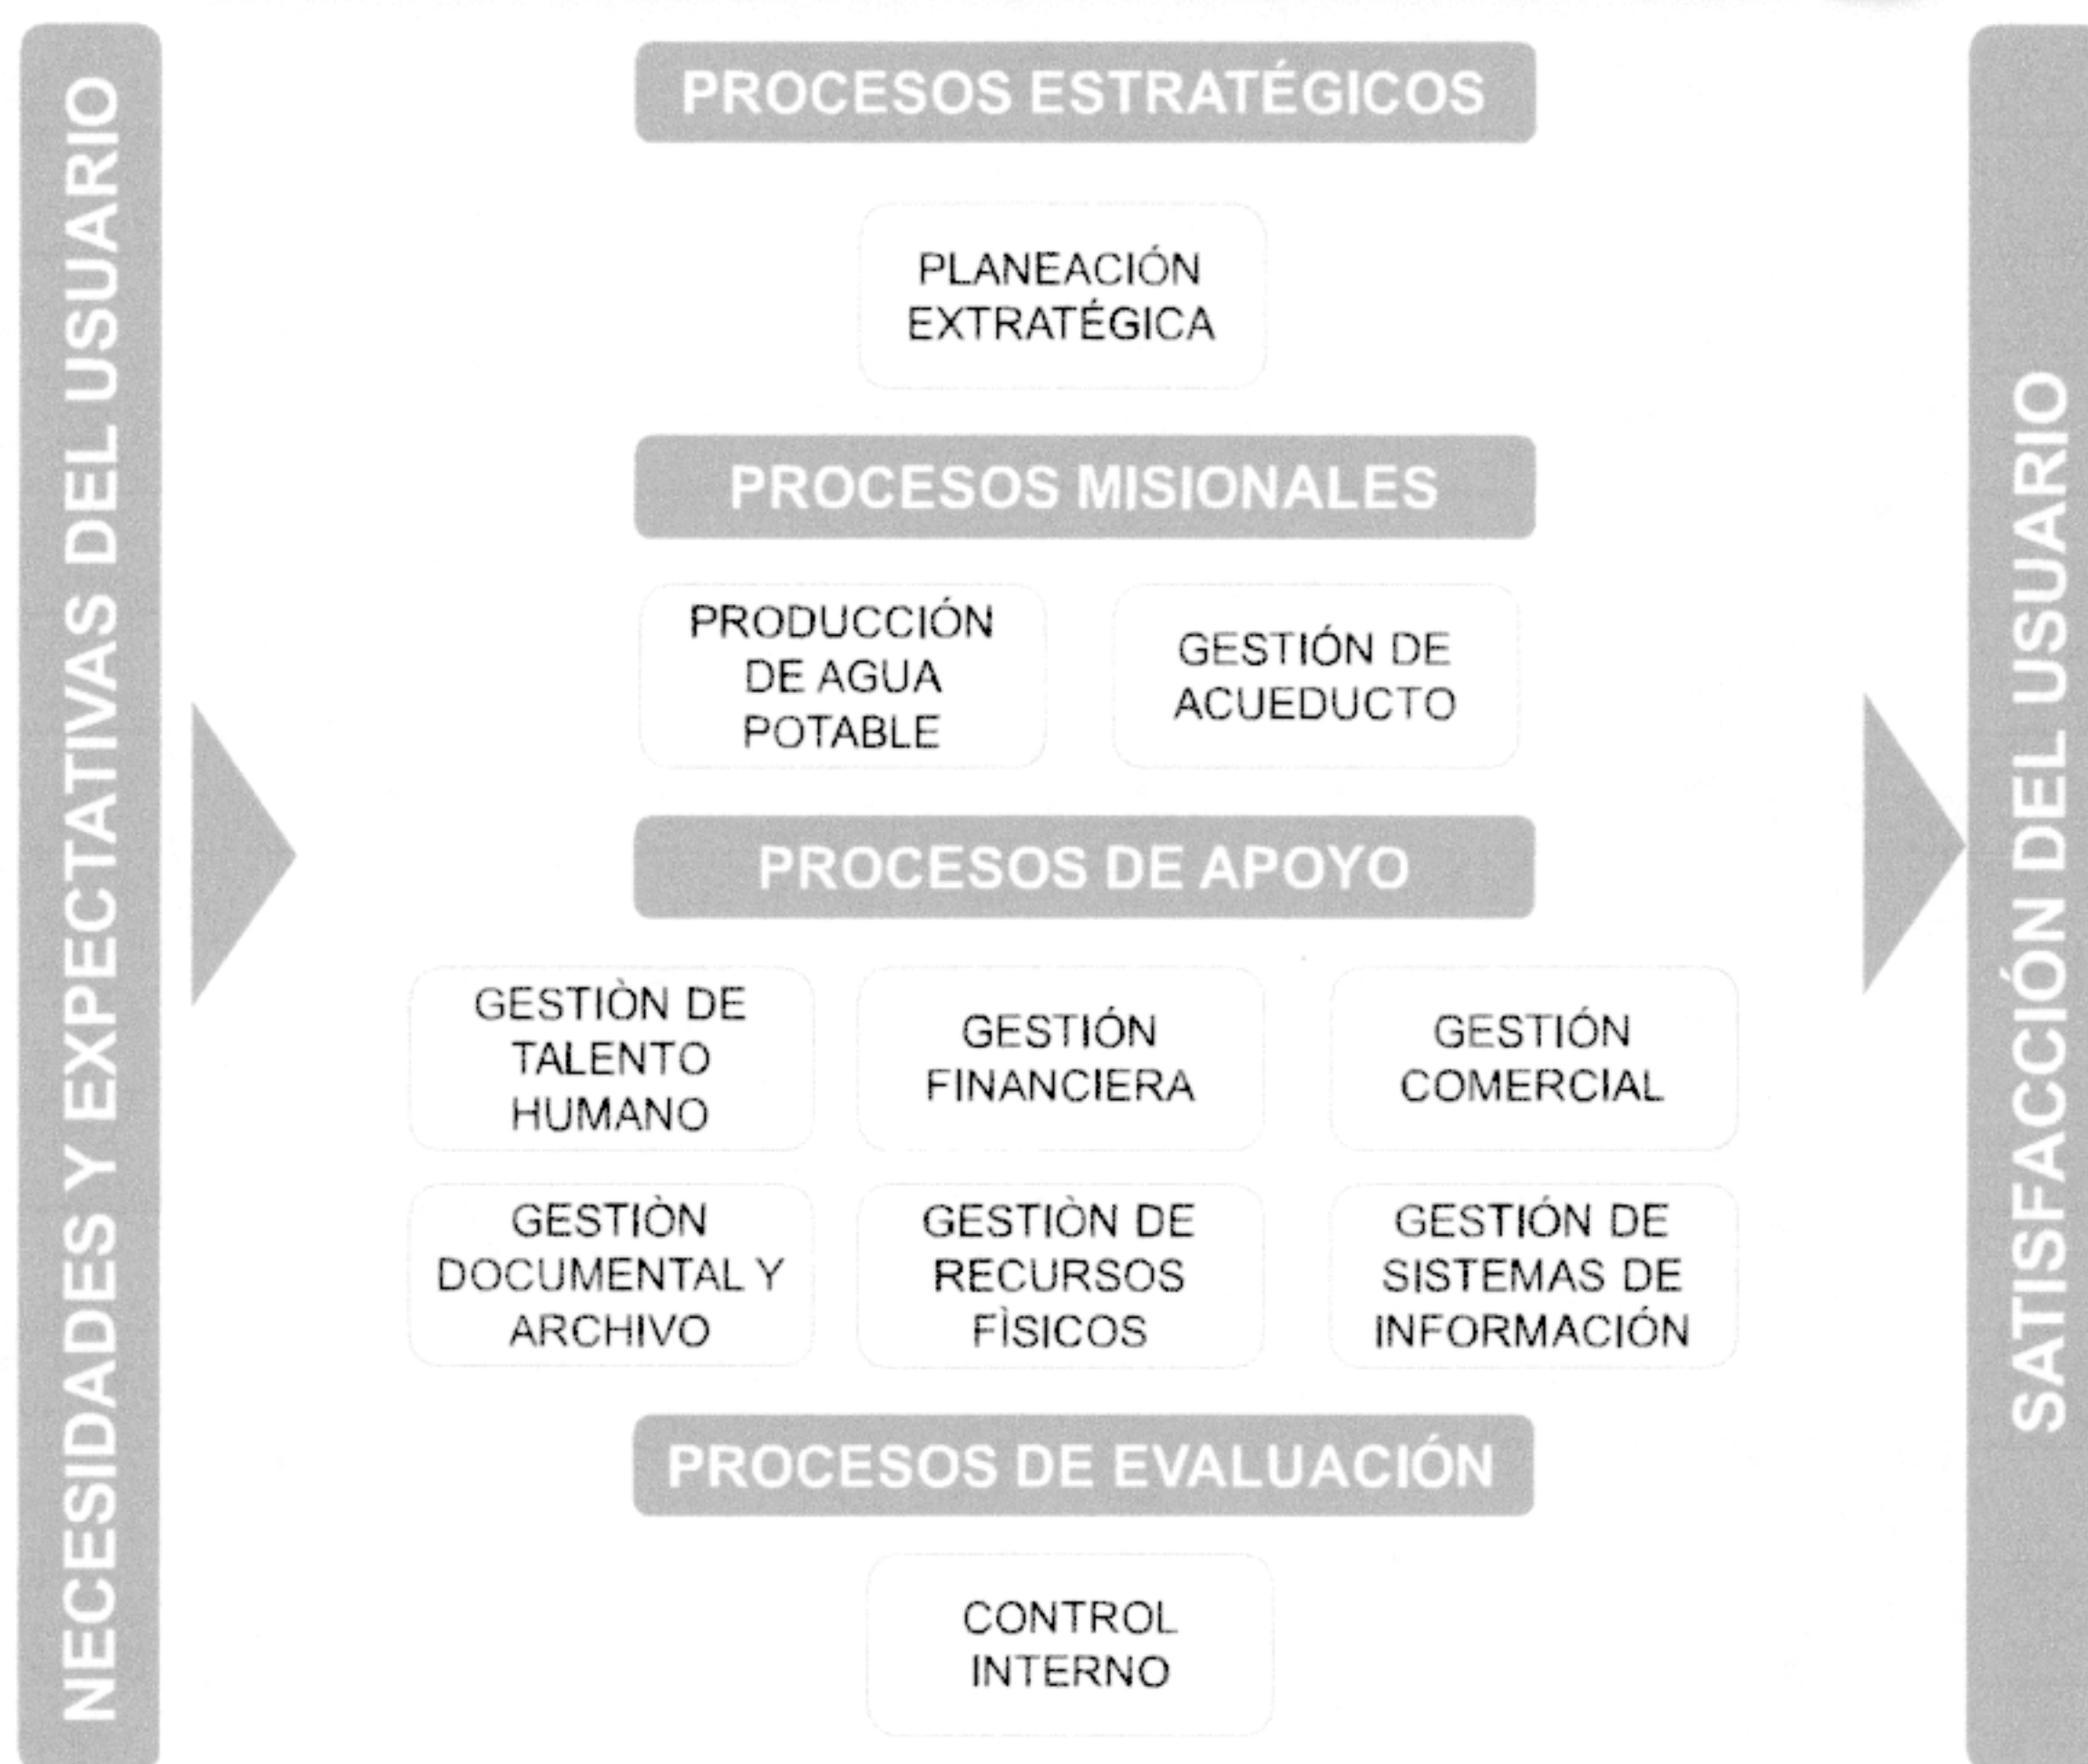 NECESIDADES Y EXPECTATIVAS DEL USUARIO
PROCESOS ESTRATÉGICOS
PLANEACIÓN
EXTRATÉGICA
PROCESOS MISIONALES
PRODUCCIÓN
DE AGUA
POTABLE
GESTIÓN DE
ACUEDUCTO
PROCESOS DE APOYO
GESTIÒN DE
TALENTO
HUMANO
GESTIÓN
FINANCIERA
GESTIÓN
COMERCIAL
GESTIÒN
DOCUMENTAL Y
ARCHIVO
GESTIÒN DE
RECURSOS
FÌSICOS
GESTIÓN DE
SISTEMAS DE
INFORMACIÓN
PROCESOS DE EVALUACIÓN
CONTROL
INTERNO
SATISFACCIÓN DEL USUARIO